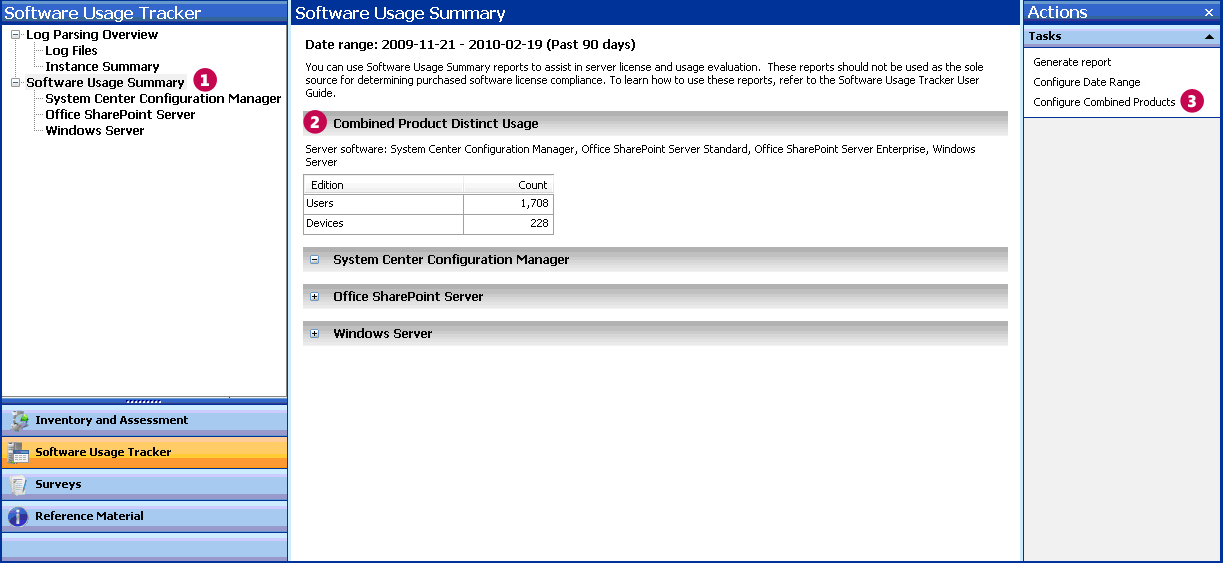 Software Usage Tracker
Log Parsing Overview
Log Files
Instance Summary
Software Usage Summary 1
System Center Configuration Manager
Office SharePoint Server
Windows Server
Inventory and Assessment
Software Usage Tracker
Surveys
Reference Material
Software Usage Summary
Date range: 2009-11-21 - 2010-02-19 (Past 90 days)
You can use Software Usage Summary reports to assist in server license and usage evaluation. These reports should not be used as the sole
source for determining purchased software license compliance. To learn how to use these reports, refer to the Software Usage Tracker User
Guide.
2 Combined Product Distinct Usage
Server software: System Center Configuration Manager, Office SharePoint Server Standard, Office SharePoint Server Enterprise, Windows
Server
Edition Count
Users 1,708
Devices 228
System Center Configuration Manager
Office SharePoint Server
Windows Server
Actions
Tasks
Generate report
Configure Date Range
Configure Combined Products 3